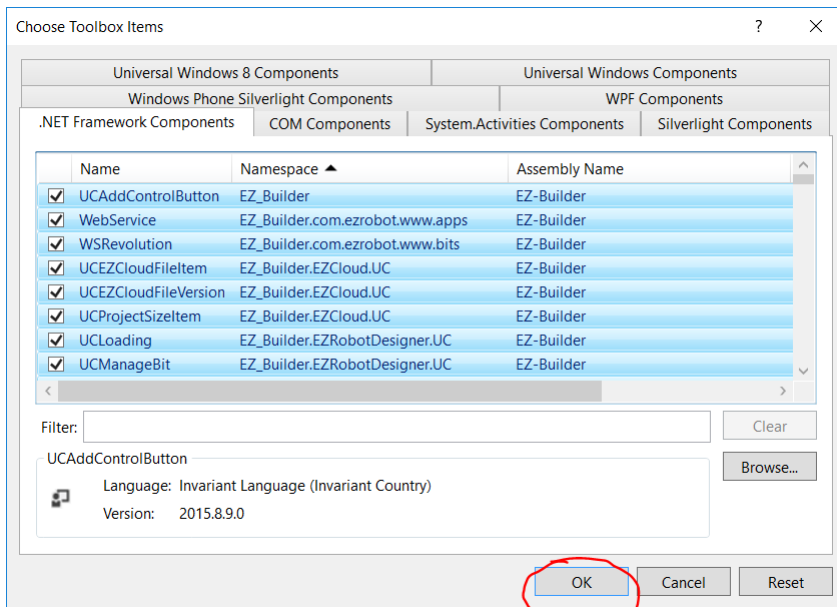 Choose Toolbox Items ?
Universal Windows 8 Components Universal Windows Components
Windows Phone Silverlight Components WPF Components
.NET Framework Components COM Components System.Activities Components Silverlight Components
Name Namespace Assembly Name
UCAddControlButton EZ_Builder EZ-Builder
WebService EZ_Builder.com.ezrobot.www.apps EZ-Builder
WSRevolution EZ_Builder.com.ezrobot.www.bits EZ-Builder
UCEZCloudFileItem EZ_Builder.EZCloud.UC EZ-Builder
UCEZCloudFileVersion EZ_Builder.EZCloud.UC EZ-Builder
UCProjectSizeItem EZ_Builder.EZCloud.UC EZ-Builder
UCLoading EZ_Builder.EZRobotDesigner.UC EZ-Builder
UCManageBit EZ_Builder.EZRobotDesigner.UC EZ-Builder
Filter: Clear
UCAddControlButton
Browse...
Language: Invariant Language (Invariant Country)
Version: 2015.8.9.0
OK Cancel Reset